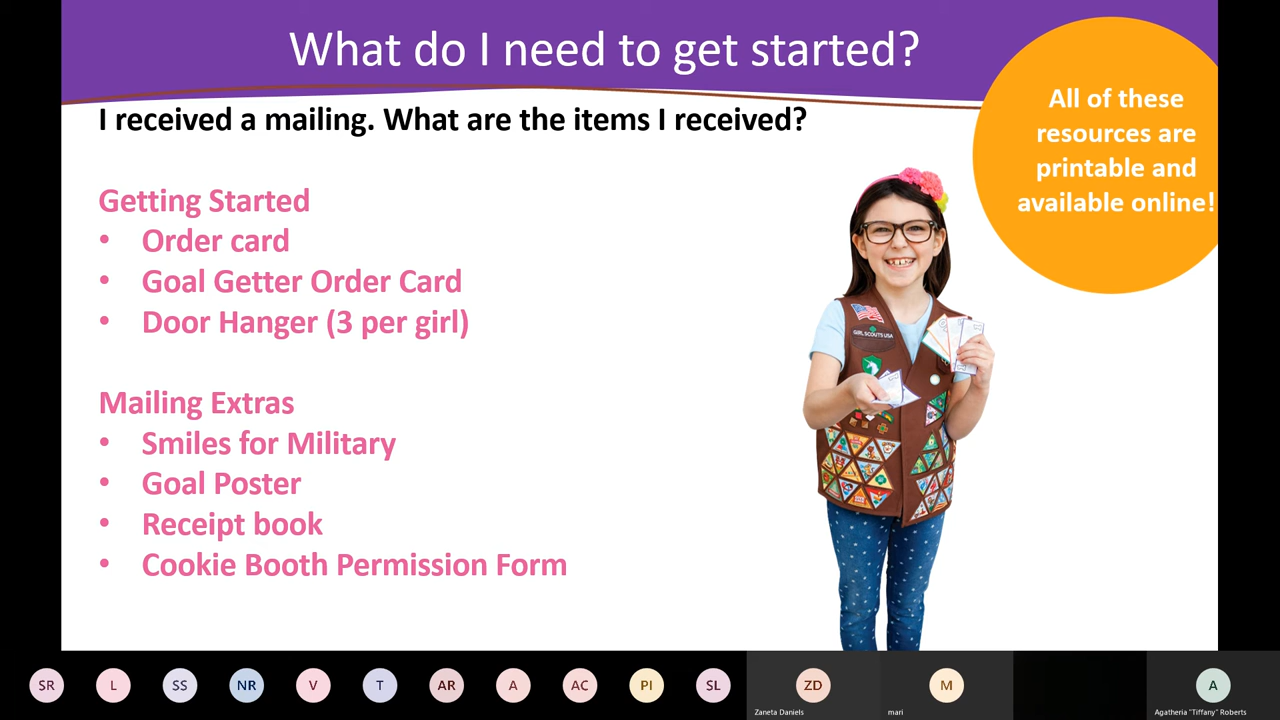 What do I need to get started?
All of these
resources are
printable and
available online!
I received a mailing. What are the items I received?
Getting Started
• Order card
• Goal Getter Order Card
• Door Hanger (3 per girl)
Mailing Extras
• Smiles for Military
• Goal Poster
• Receipt book
• Cookie Booth Permission Form
GIRL SCOUTS USA
SR L SS NR V T AR A AC PI SL ZD M A
Zaneta Daniels mari Agatheria "Tiffany" Roberts